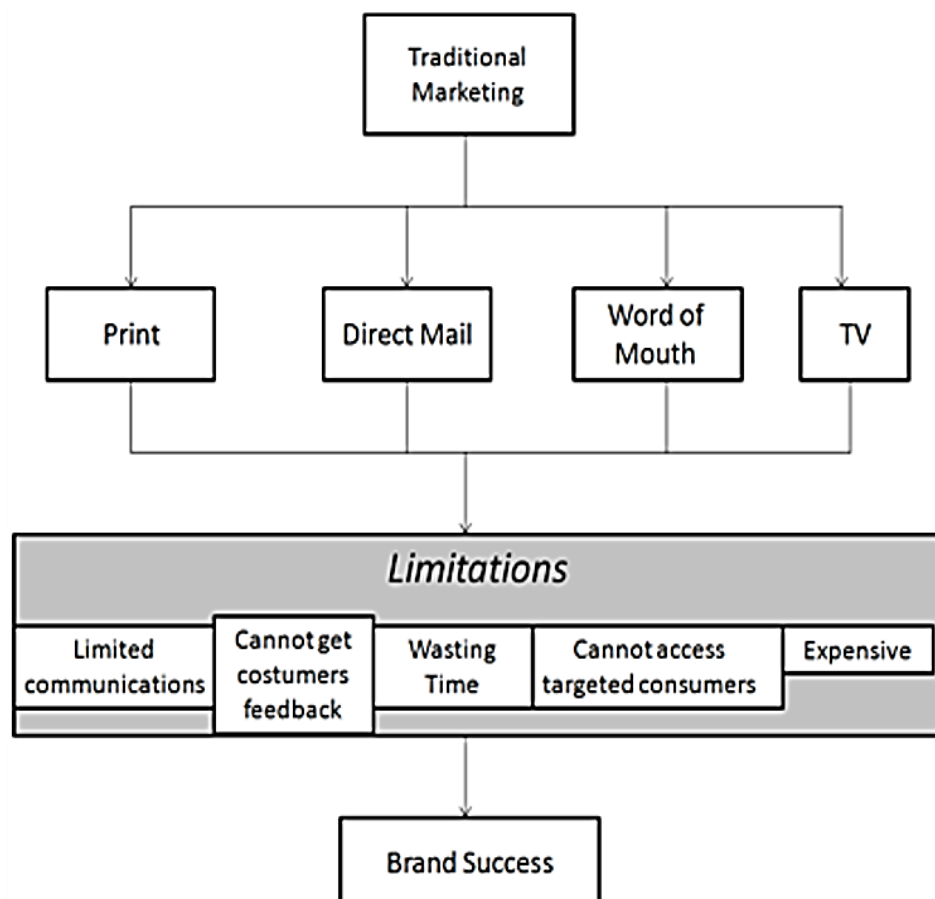 Traditional
Marketing
Print
Direct Mail
Word of
Mouth
TV
Limitations
Limited
communications
Cannot get
costumers
feedback
Wasting
Time
Cannot access
targeted consumers
Expensive
Brand Success